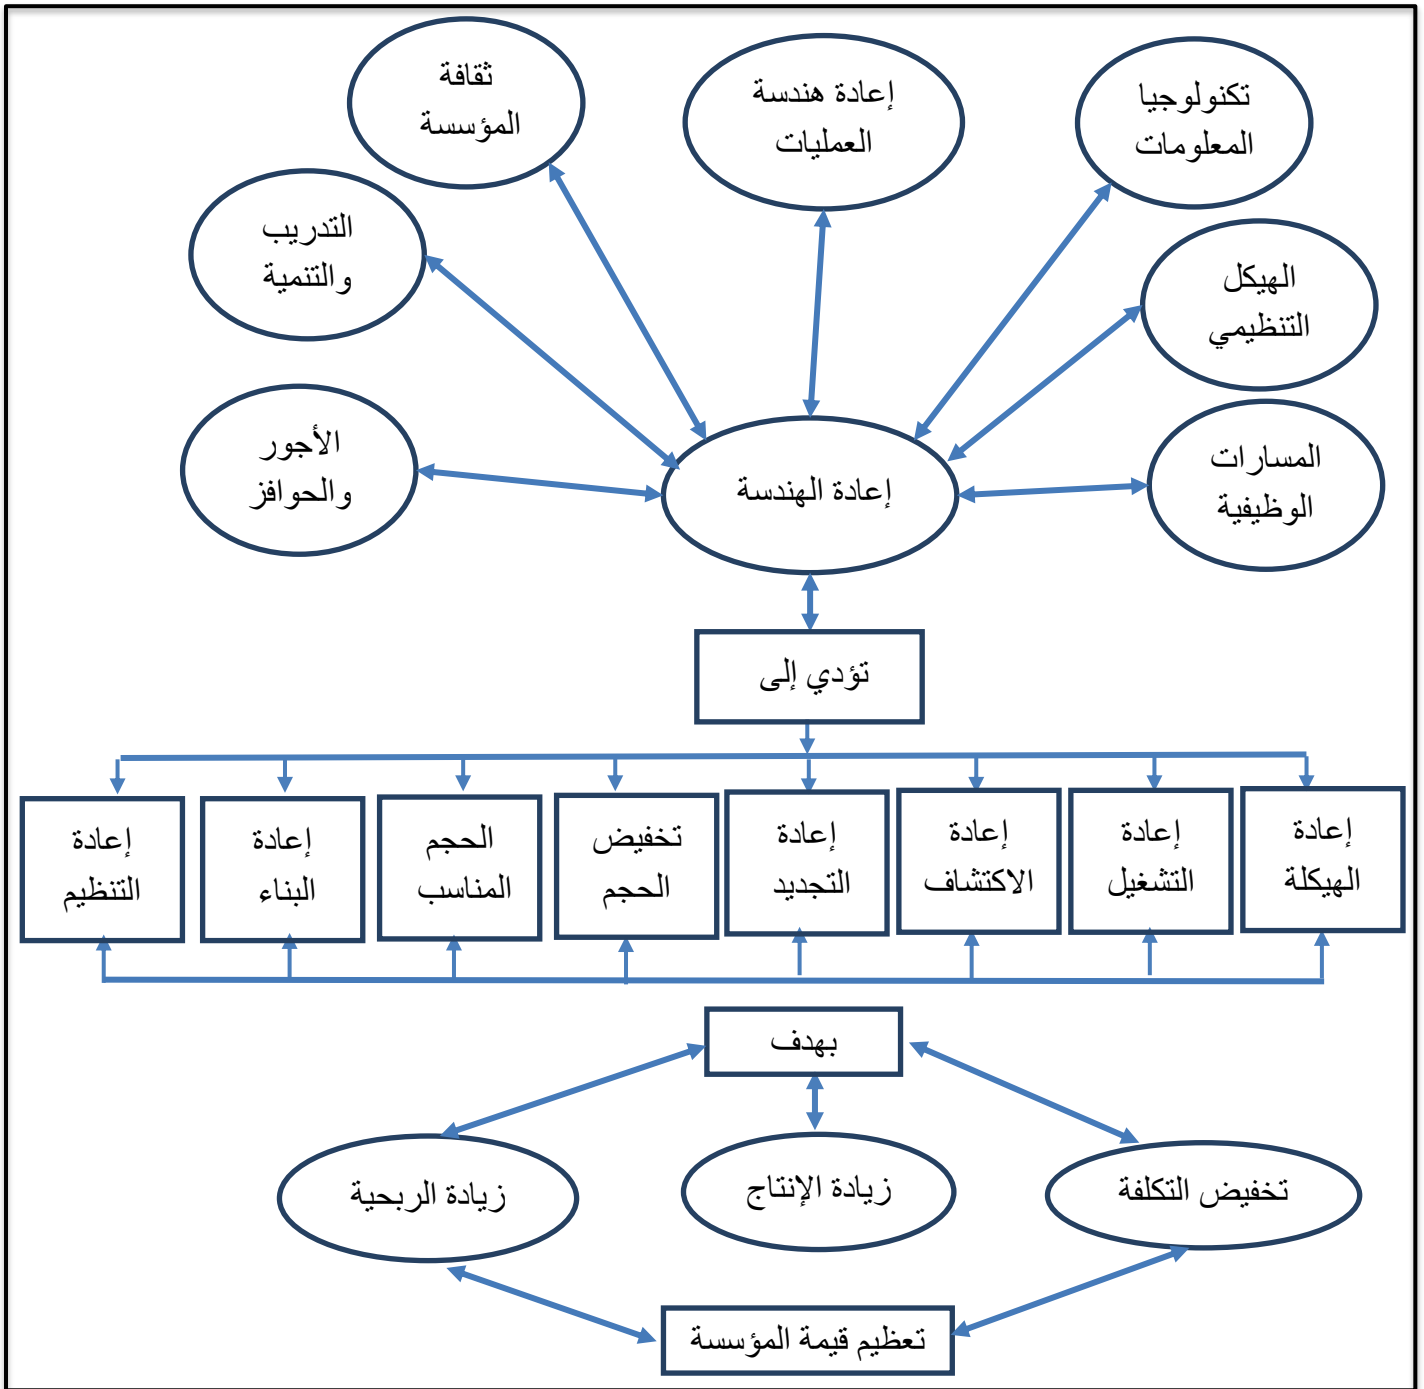 تكنولوجيا
المعلومات
إعادة هندسة
العمليات
ثقافة
المؤسسة
الهيكل
التنظيمي
التدريب
والتنمية
المسارات
الوظيفية
إعادة الهندسة
الأجور
والحوافز
تؤدي إلى
إعادة
الهيكلة
إعادة
التشغيل
إعادة
الاكتشاف
إعادة
التجديد
تخفيض
الحجم
الحجم
المناسب
إعادة
البناء
إعادة
التنظيم
بهدف
تخفيض التكلفة
زيادة الإنتاج
زيادة الربحية
تعظيم قيمة المؤسسة